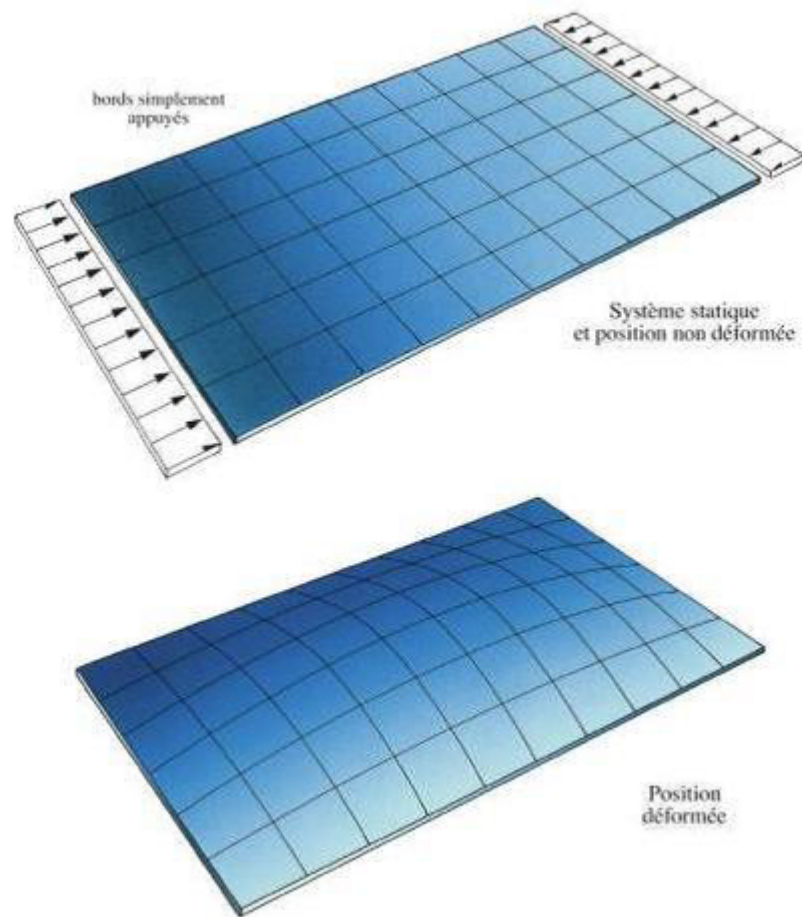 bords simplement
appuyés
Système statique
et position non déformée
Position
déformée